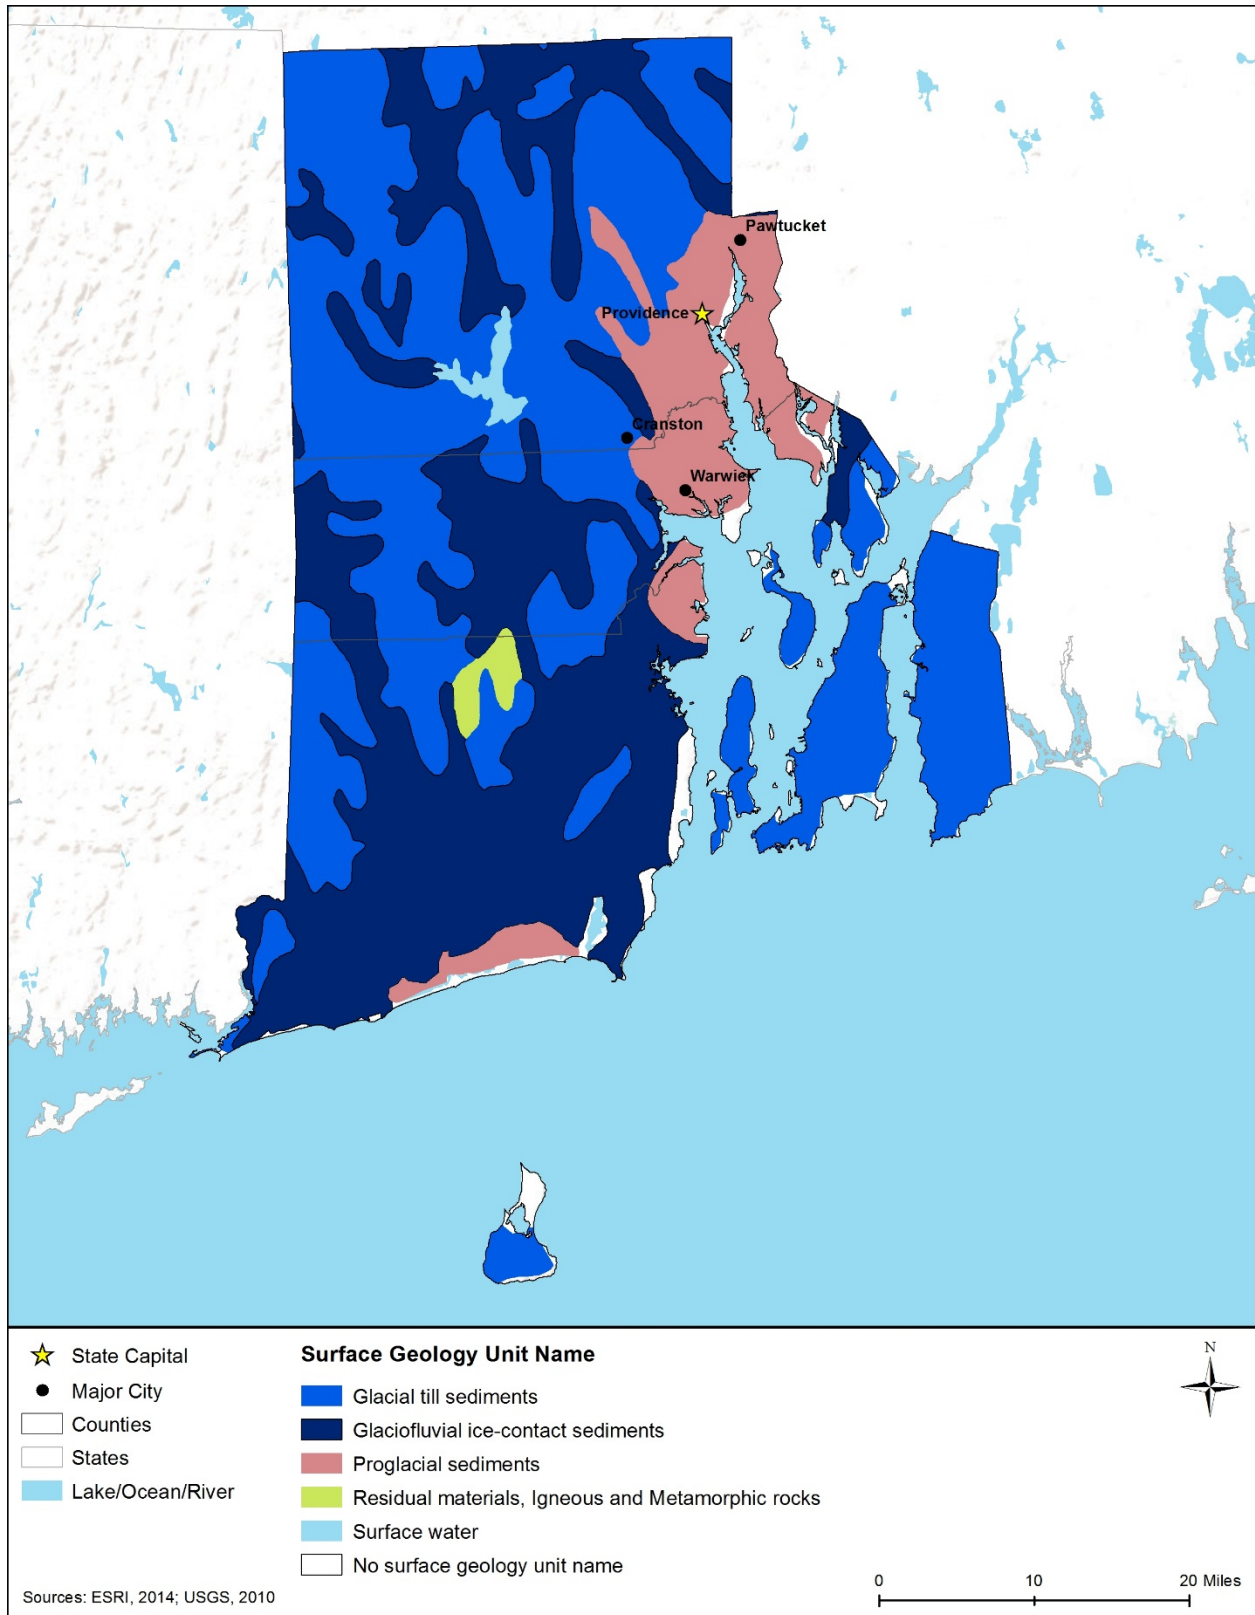 Pawtucket
Providence
Cranston
Warwick
State Capital
Major City
Counties
States
Lake/Ocean/River
Surface Geology Unit Name
Glacial till sediments
Glaciofluvial ice-contact sediments
Proglacial sediments
Residual materials, Igneous and Metamorphic rocks
Surface water
No surface geology unit name
N
0 10 20 Miles
Sources: ESRI, 2014; USGS, 2010